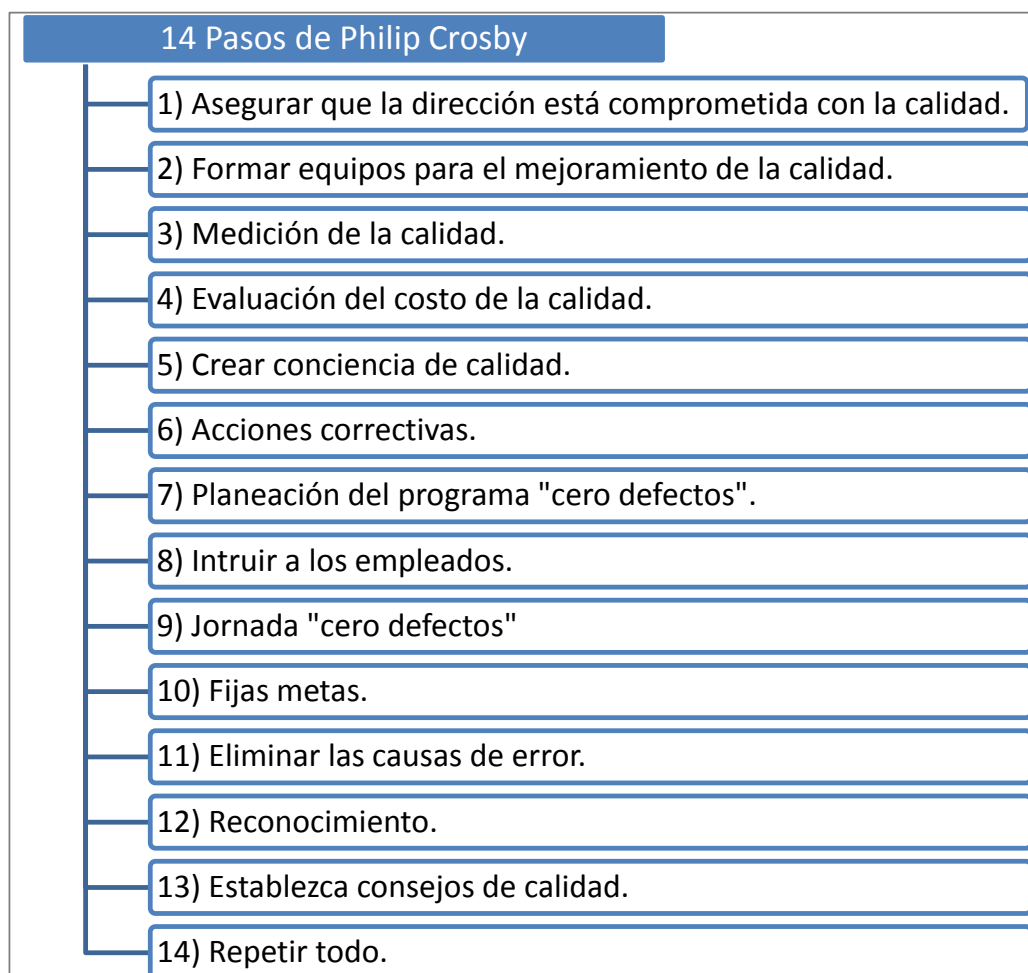 14 Pasos de Philip Crosby
1) Asegurar que la dirección está comprometida con la calidad.
2) Formar equipos para el mejoramiento de la calidad.
3) Medición de la calidad.
4) Evaluación del costo de la calidad.
5) Crear conciencia de calidad.
6) Acciones correctivas.
7) Planeación del programa "cero defectos".
8) Intruir a los empleados.
9) Jornada "cero defectos"
10) Fijas metas.
11) Eliminar las causas de error.
12) Reconocimiento.
13) Establezca consejos de calidad.
14) Repetir todo.